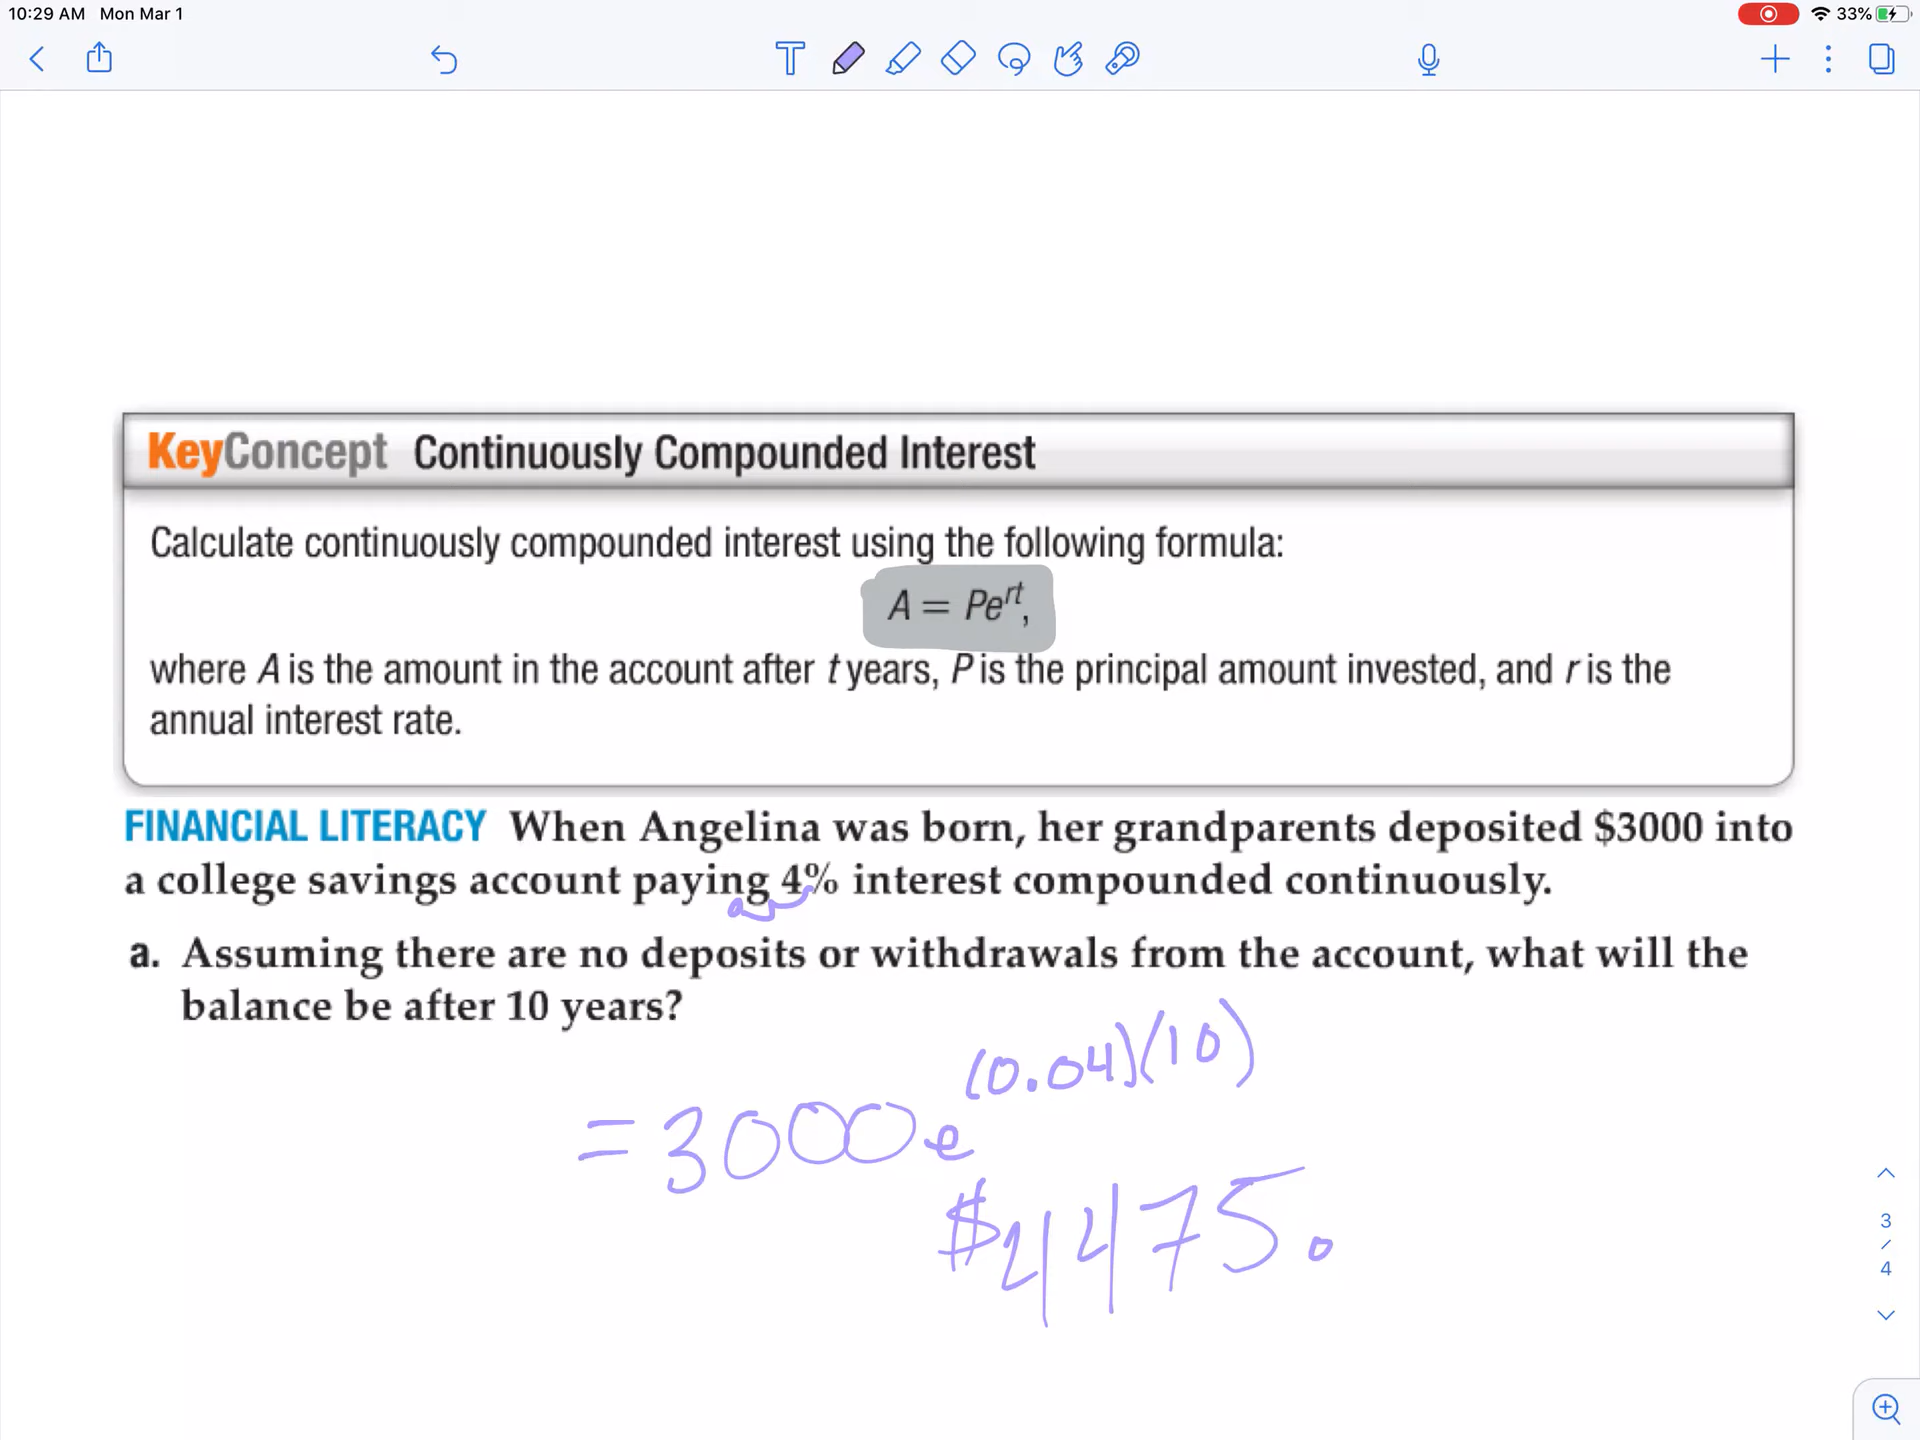 10:29 AM Mon Mar 1
33%
T
KeyConcept Continuously Compounded Interest
Calculate continuously compounded interest using the following formula:
A = Pe^{rt},
where A is the amount in the account after t years, P is the principal amount invested, and r is the
annual interest rate.
FINANCIAL LITERACY When Angelina was born, her grandparents deposited $3000 into
a college savings account paying 4% interest compounded continuously.
a. Assuming there are no deposits or withdrawals from the account, what will the
balance be after 10 years?
= 3000e^{(0.04)(10)}
$4475.
3
/
4